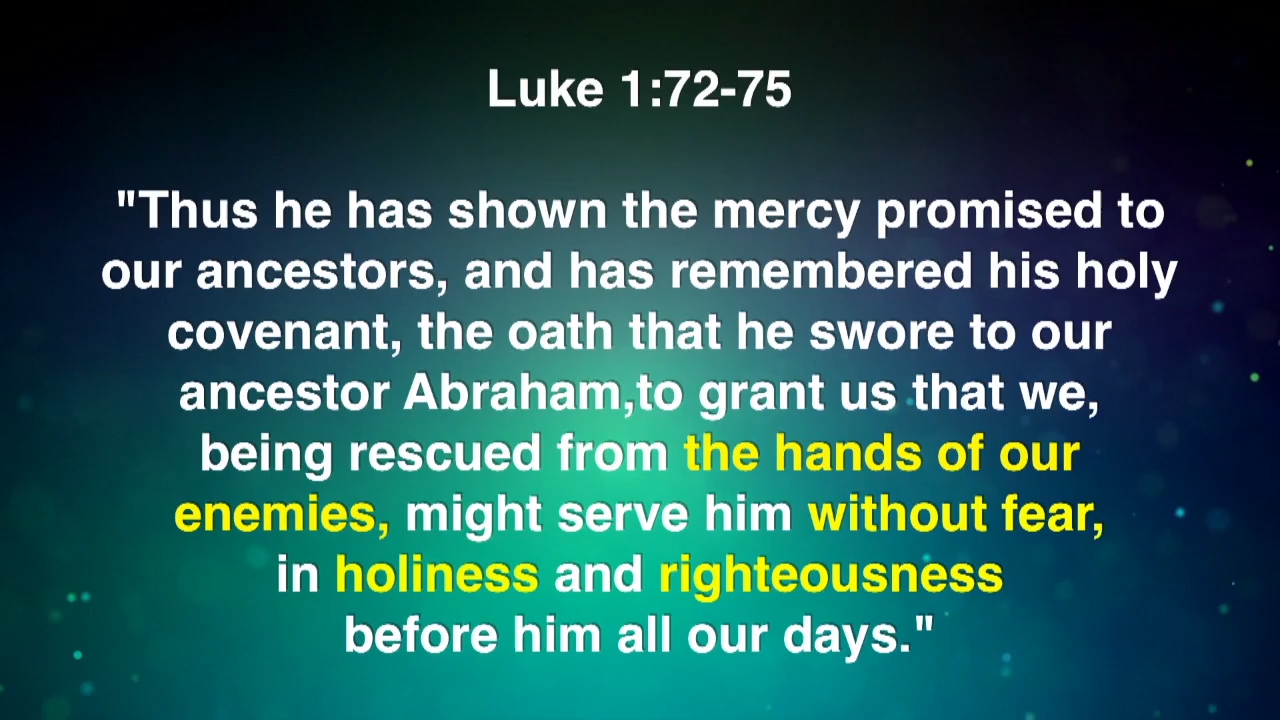 Luke 1:72-75
"Thus he has shown the mercy promised to
our ancestors, and has remembered his holy
covenant, the oath that he swore to our
ancestor Abraham,to grant us that we,
being rescued from the hands of our
enemies, might serve him without fear,
in holiness and righteousness
before him all our days."